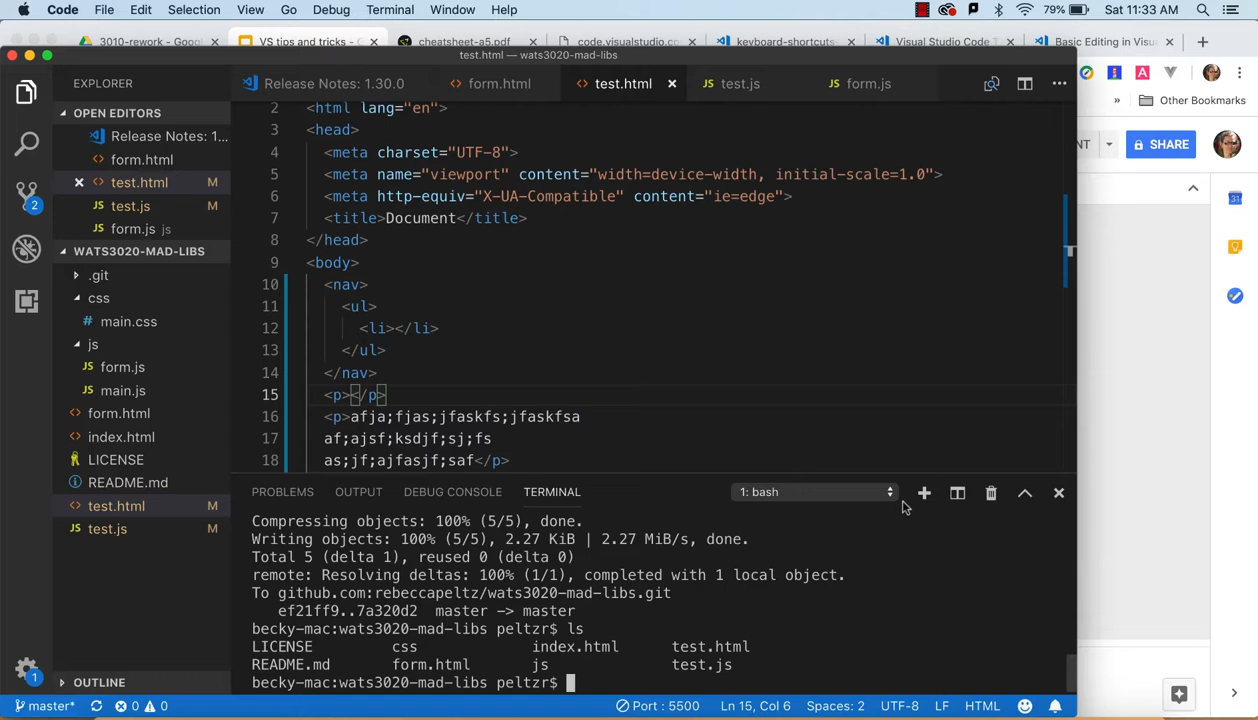 Code File Edit Selection View Go Debug Terminal Window Help 79% Sat 11:33 AM
3010-rework - Goog VS tips and tricks - G cheatsheet-a5.pdf code.visualstudio.co keyboard-shortcuts- Visual Studio Code T Basic Editing in Visu
test.html — wats3020-mad-libs
EXPLORER
Release Notes: 1.30.0 form.html test.html test.js form.js
Other Bookmarks
OPEN EDITORS
Release Notes: 1...
form.html
test.html M
test.js M
form.js js
WATS3020-MAD-LIBS
.git
css
main.css
js
form.js
main.js
form.html
index.html
LICENSE
README.md
test.html M
test.js M
OUTLINE
2 <html lang="en">
3 <head>
4 <meta charset="UTF-8">
5 <meta name="viewport" content="width=device-width, initial-scale=1.0">
6 <meta http-equiv="X-UA-Compatible" content="ie=edge">
7 <title>Document</title>
8 </head>
9 <body>
10 <nav>
11 <ul>
12 <li></li>
13 </ul>
14 </nav>
15 <p></p>
16 <p>afja;fjas;jfaskfs;jfaskfsa
17 af;ajsf;ksdjf;sj;fs
18 as;jf;ajfasjf;saf</p>
NT SHARE
31
PROBLEMS OUTPUT DEBUG CONSOLE TERMINAL 1: bash
Compressing objects: 100% (5/5), done.
Writing objects: 100% (5/5), 2.27 KiB | 2.27 MiB/s, done.
Total 5 (delta 1), reused 0 (delta 0)
remote: Resolving deltas: 100% (1/1), completed with 1 local object.
To github.com:rebeccapeltz/wats3020-mad-libs.git
ef21ff9..7a320d2 master -> master
becky-mac:wats3020-mad-libs peltzr$ ls
LICENSE css index.html test.html
README.md form.html js test.js
becky-mac:wats3020-mad-libs peltzr$
2
1
master* 0 0 Port : 5500 Ln 15, Col 6 Spaces: 2 UTF-8 LF HTML